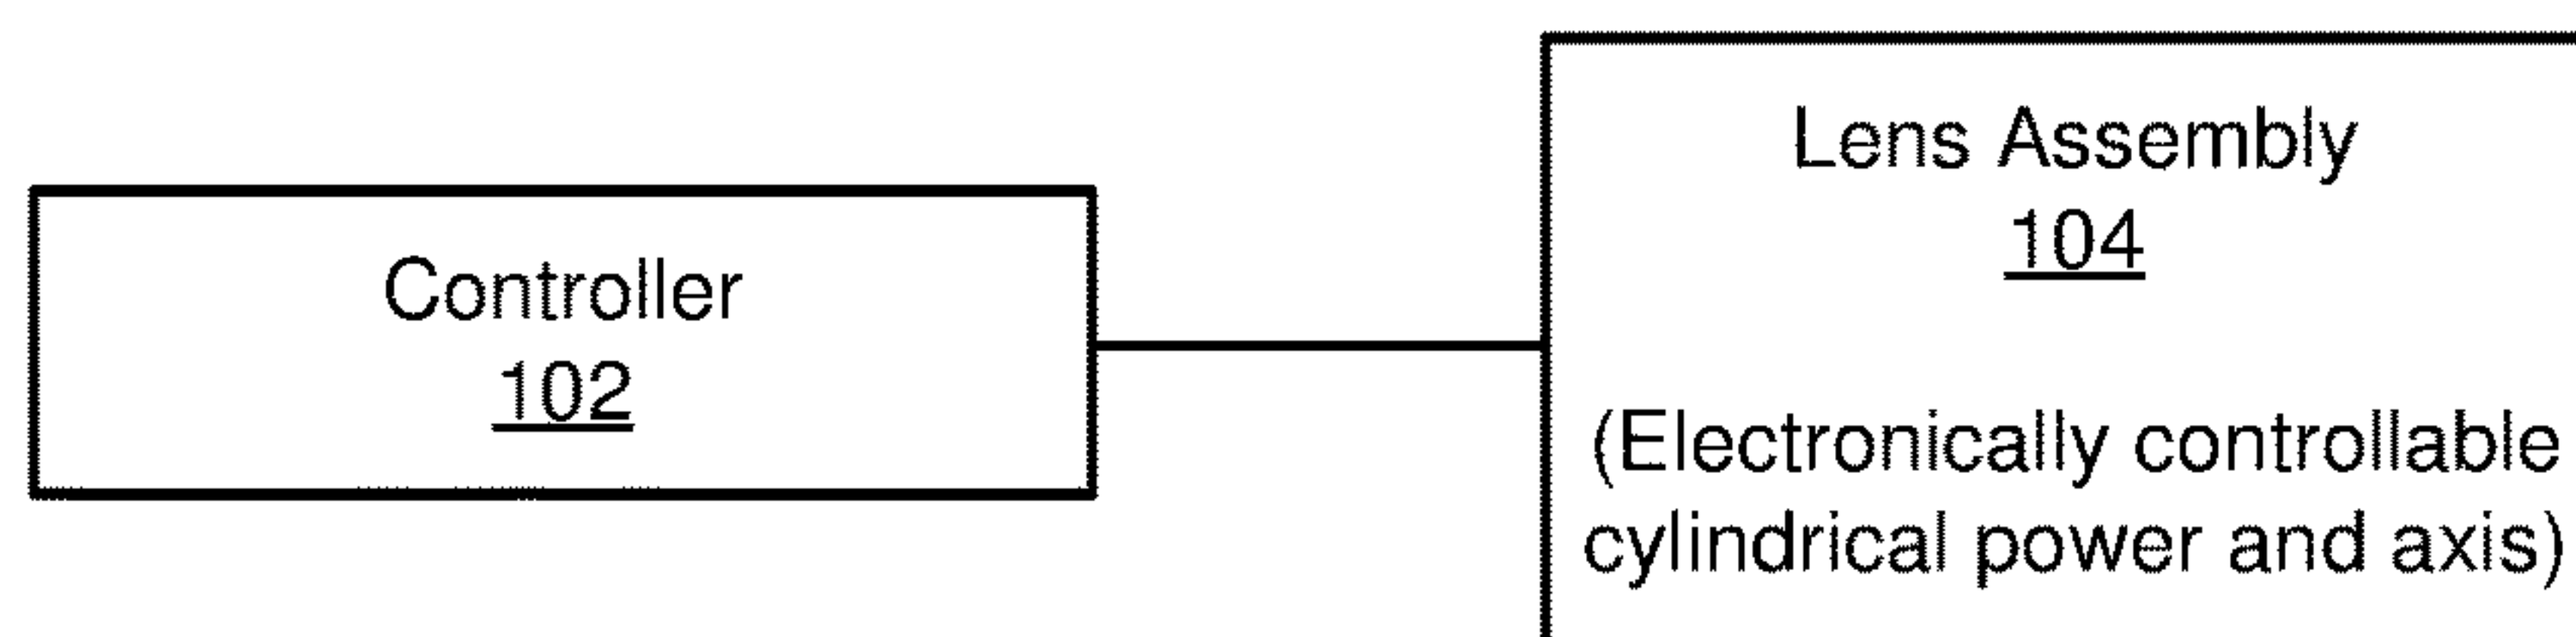 Controller
102
Lens Assembly
104
(Electronically controllable
cylindrical power and axis)